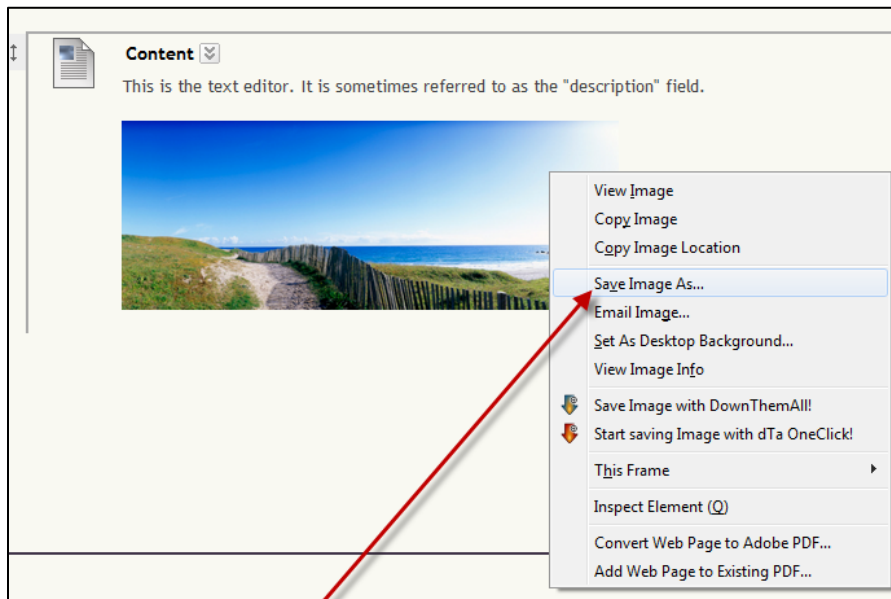 Content
This is the text editor. It is sometimes referred to as the "description" field.
View Image
Copy Image
Copy Image Location
Save Image As...
Email Image...
Set As Desktop Background...
View Image Info
Save Image with DownThemAll!
Start saving Image with dTa OneClick!
This Frame
Inspect Element (Q)
Convert Web Page to Adobe PDF...
Add Web Page to Existing PDF...